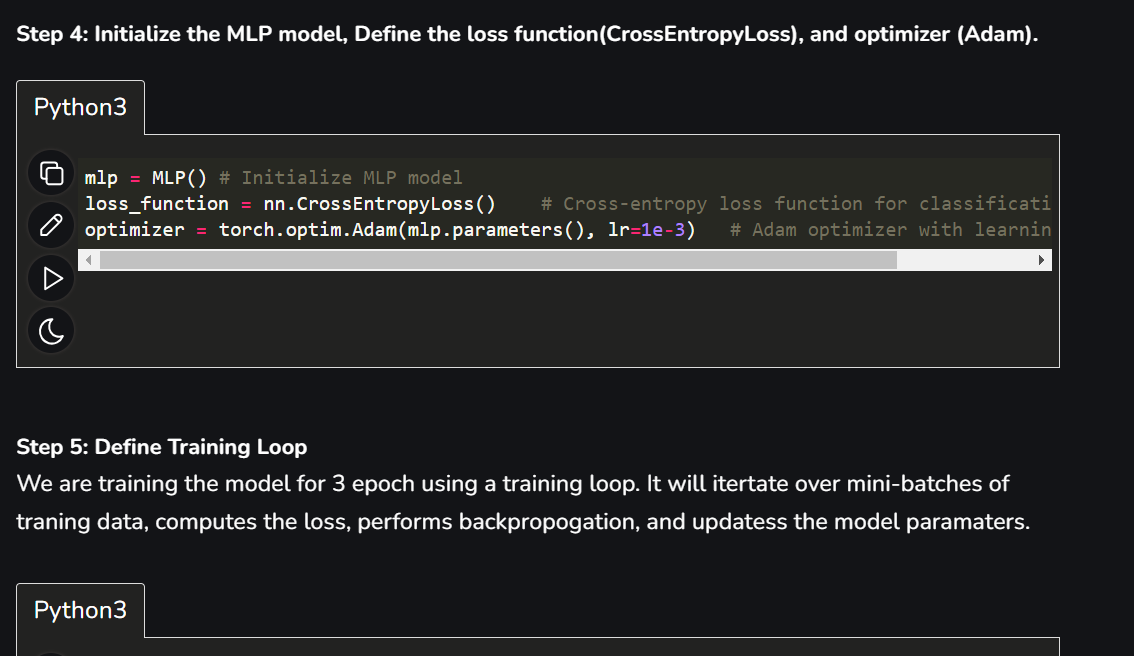 Step 4: Initialize the MLP model, Define the loss function(CrossEntropyLoss), and optimizer (Adam).
Python3
mlp = MLP() # Initialize MLP model
loss_function = nn.CrossEntropyLoss()    # Cross-entropy loss function for classificati
optimizer = torch.optim.Adam(mlp.parameters(), lr=1e-3)   # Adam optimizer with learnin
Step 5: Define Training Loop
We are training the model for 3 epoch using a training loop. It will itertate over mini-batches of
traning data, computes the loss, performs backpropogation, and updatess the model paramaters.
Python3